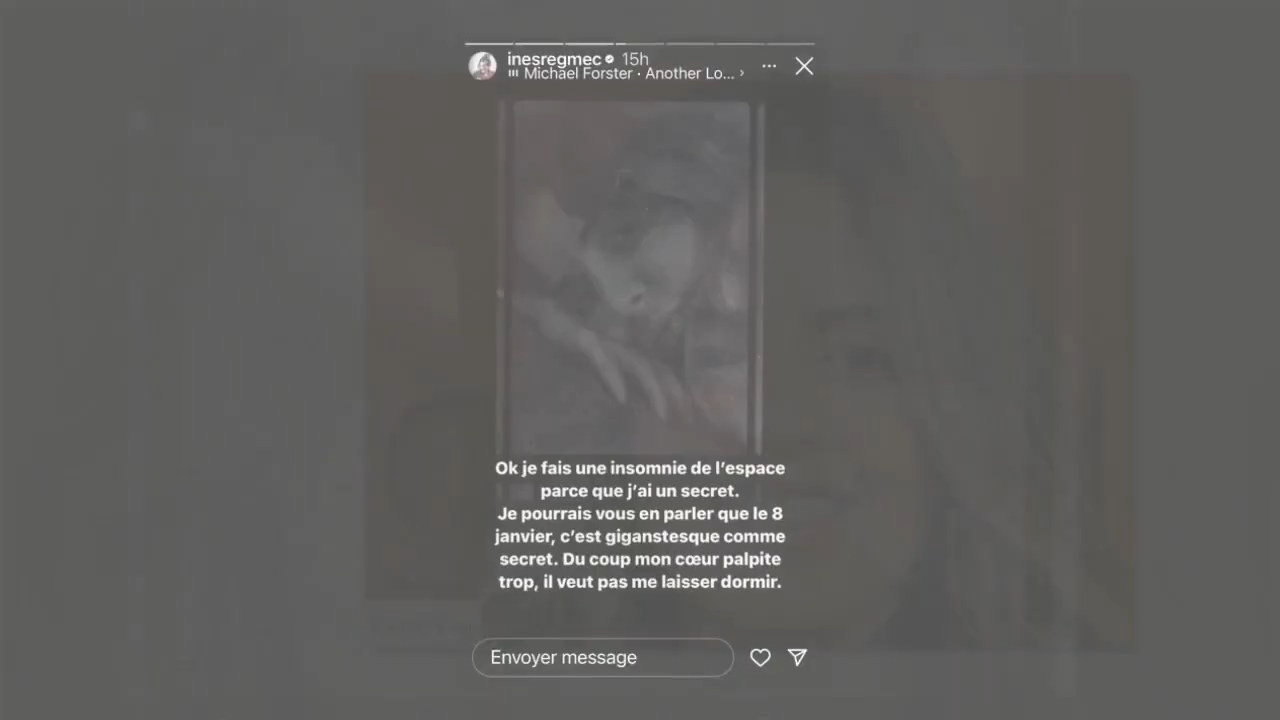 inesregmec 15h
Michael Forster · Another Lo... ›
Ok je fais une insomnie de l'espace
parce que j'ai un secret.
Je pourrais vous en parler que le 8
janvier, c'est giganstesque comme
secret. Du coup mon cœur palpite
trop, il veut pas me laisser dormir.
Envoyer message